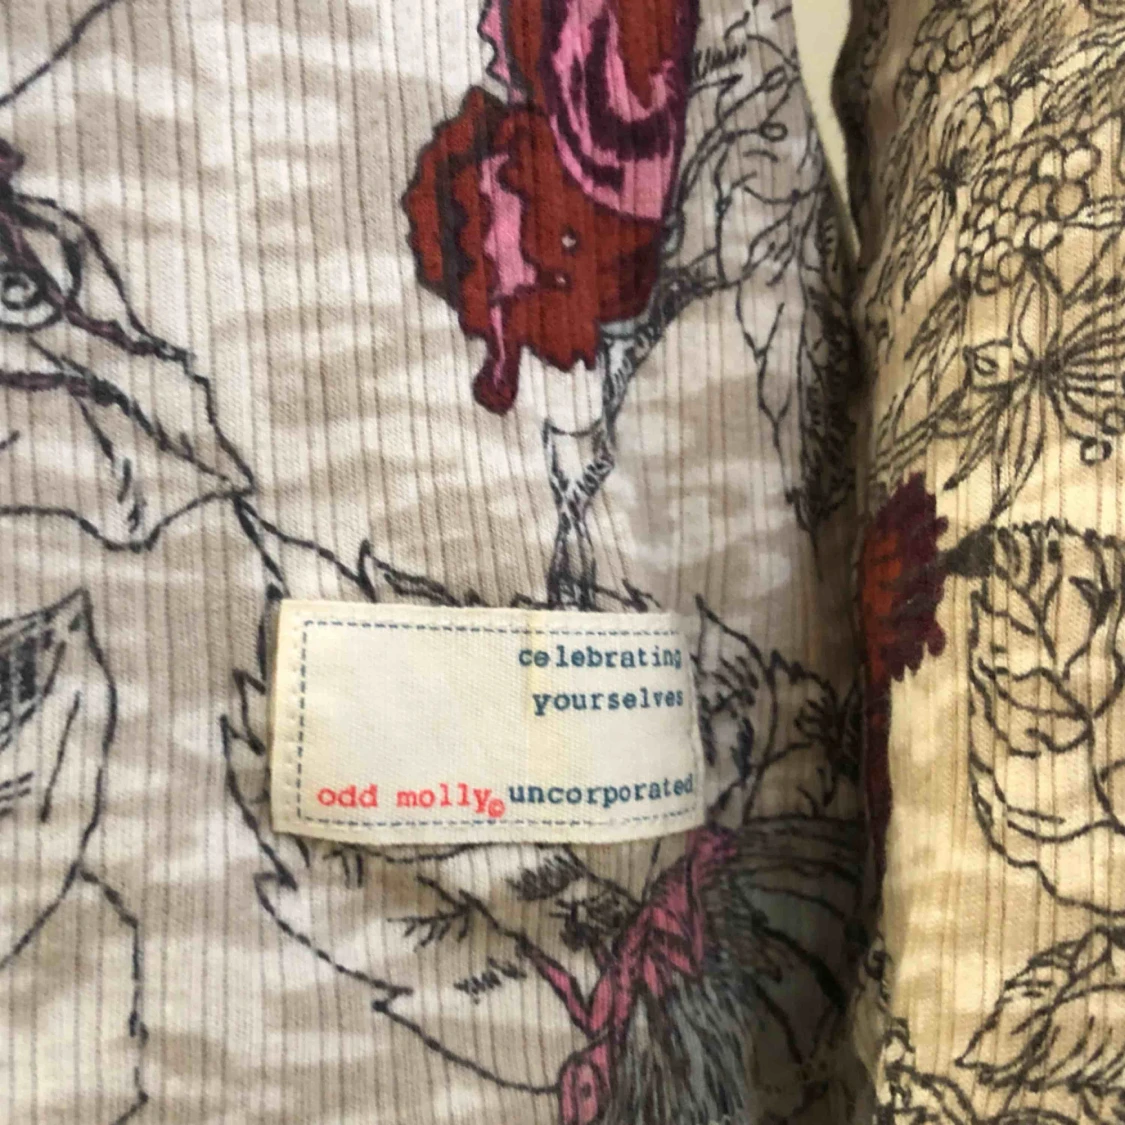 celebrating
yourselves
odd molly© uncorporated